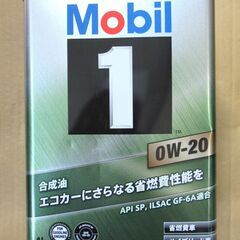 Mobil
1
TM
0W-20
合成油
エコカーにさらなる省燃費性能を
API SP, ILSAC GF-6A適合
省燃費車